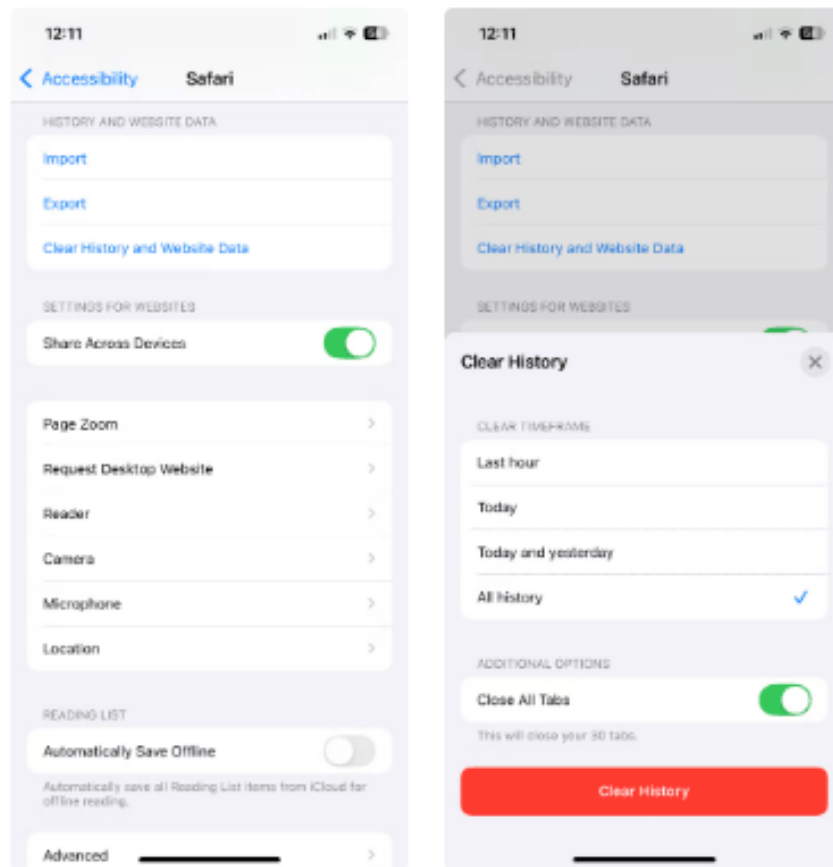 12:11
Accessibility
Safari
HISTORY AND WEBSITE DATA
Import
Export
Clear History and Website Data
SETTINGS FOR WEBSITES
Share Across Devices
Page Zoom
Request Desktop Website
Reader
Camera
Microphone
Location
READING LIST
Automatically Save Offline
Automatically save all Reading List items from iCloud for
offline reading.
Advanced
12:11
Accessibility
Safari
HISTORY AND WEBSITE DATA
Import
Export
Clear History and Website Data
SETTINGS FOR WEBSITES
Clear History
CLEAR TIMEFRAME
Last hour
Today
Today and yesterday
All history
ADDITIONAL OPTIONS
Close All Tabs
This will close your 30 tabs.
Clear History